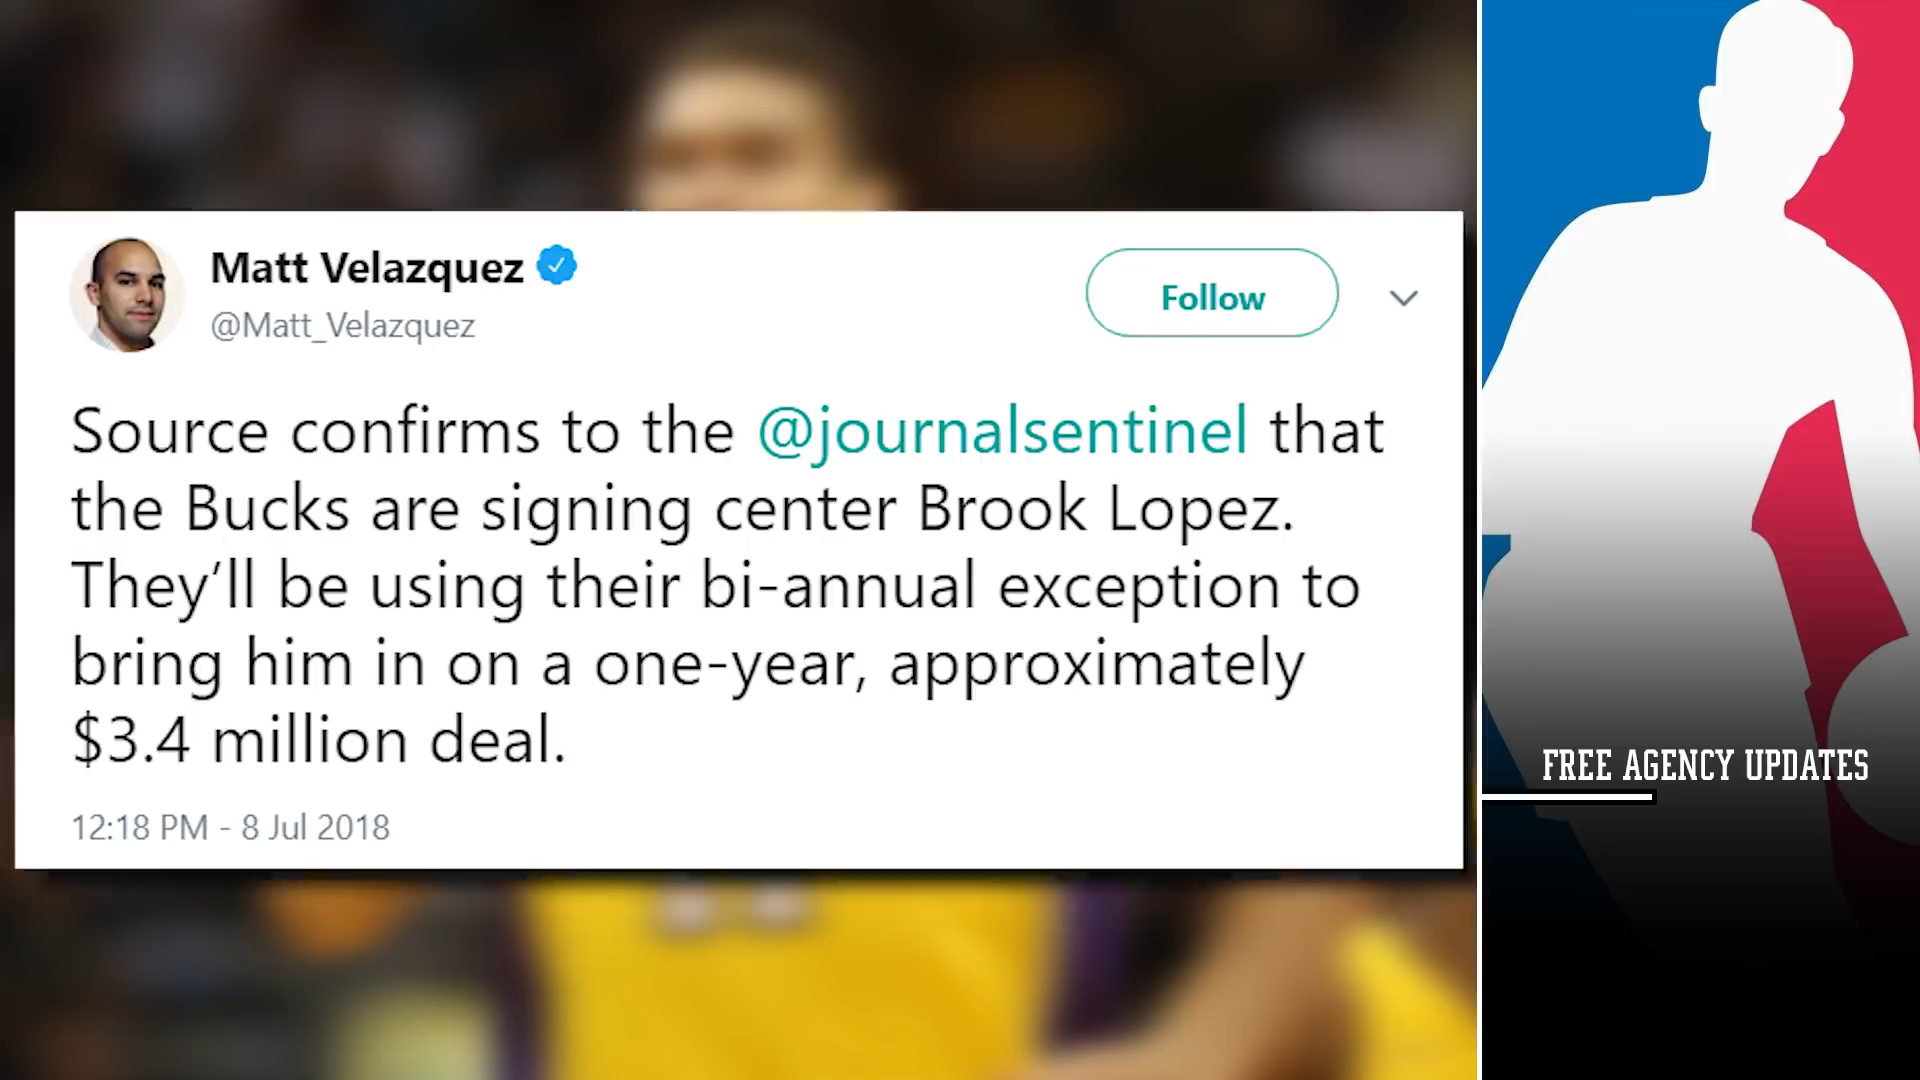 Matt Velazquez
@Matt_Velazquez
Follow
Source confirms to the @journalsentinel that
the Bucks are signing center Brook Lopez.
They’ll be using their bi-annual exception to
bring him in on a one-year, approximately
$3.4 million deal.
12:18 PM - 8 Jul 2018
FREE AGENCY UPDATES